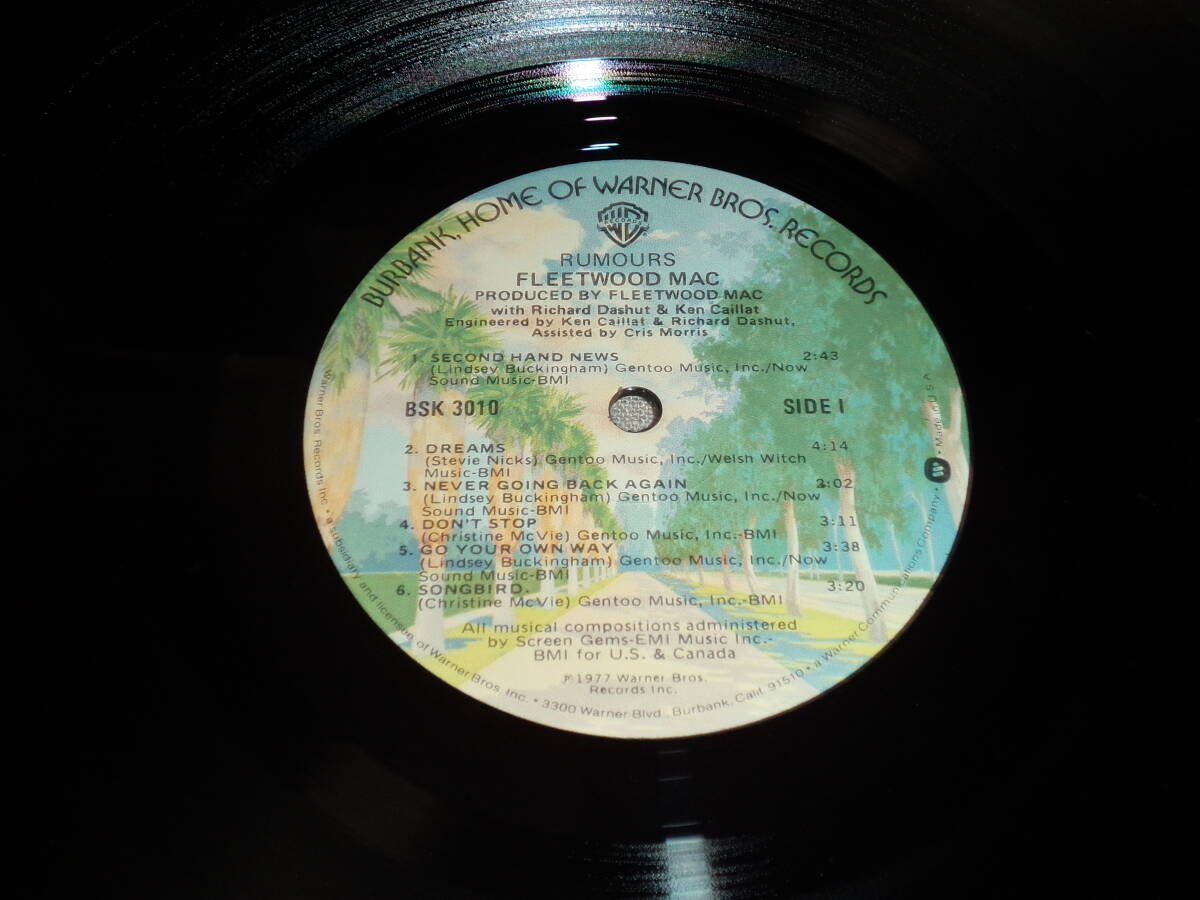 BURBANK, HOME OF WARNER BROS. RECORDS
WB
RECORDS
RUMOURS
FLEETWOOD MAC
PRODUCED BY FLEETWOOD MAC
with Richard Dashut & Ken Caillat
Engineered by Ken Caillat & Richard Dashut,
Assisted by Cris Morris
1. SECOND HAND NEWS 2:43
(Lindsey Buckingham) Gentoo Music, Inc./Now
Sound Music-BMI
BSK 3010 SIDE I
2. DREAMS 4:14
(Stevie Nicks) Gentoo Music, Inc./Welsh Witch
Music-BMI
3. NEVER GOING BACK AGAIN 2:02
(Lindsey Buckingham) Gentoo Music, Inc./Now
Sound Music-BMI
4. DON'T STOP 3:11
(Christine McVie) Gentoo Music, Inc.-BMI
5. GO YOUR OWN WAY 3:38
(Lindsey Buckingham) Gentoo Music, Inc./Now
Sound Music-BMI
6. SONGBIRD. 3:20
(Christine McVie) Gentoo Music, Inc.-BMI
All musical compositions administered
by Screen Gems-EMI Music Inc.-
BMI for U.S. & Canada
℗ 1977 Warner Bros.
Records Inc.
Warner Bros. Records Inc. • a subsidiary and licensee of Warner Bros. Inc. • 3300 Warner Blvd., Burbank, Calif. 91510 • a Warner Communications Company • W • Made in U.S.A.